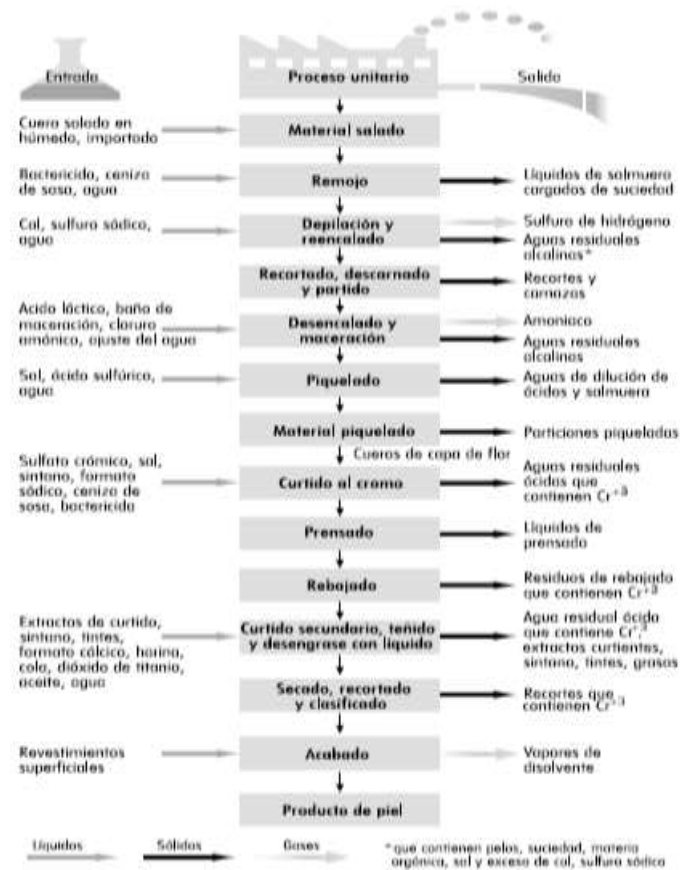 Entrada
Proceso unitario
Salida
Cuero salado en
húmedo, importado
Material salado
Bactericida, ceniza
de sosa, agua
Remojo
Líquidos de salmuera
cargados de suciedad
Cal, sulfuro sódico,
agua
Depilación y
reencalado
Sulfuro de hidrógeno
Aguas residuales
alcalinas*
Recortado, descarnado
y partido
Recortes y
carnazas
Acido láctico, baño de
maceración, cloruro
amónico, ajuste del agua
Desencalado y
maceración
Amoniaco
Aguas residuales
alcalinas
Sal, ácido sulfúrico,
agua
Piquelado
Aguas de dilución de
ácidos y salmuera
Material piquelado
Particiones piqueladas
Cueros de capa de flor
Sulfato crómico, sal,
sintano, formato
sódico, ceniza de
sosa, bactericida
Curtido al cromo
Aguas residuales
ácidas que
contienen Cr+3
Prensado
Líquidos de
prensado
Rebajado
Residuos de rebajado
que contienen Cr+3
Extractos de curtido,
sintano, tintes,
formato cálcico, harina,
cola, dióxido de titanio,
aceite, agua
Curtido secundario, teñido
y desengrase con líquido
Agua residual ácida
que contiene Cr+3,
extractos curtientes,
sintano, tintes, grasas
Secado, recortado
y clasificado
Recortes que
contienen Cr+3
Revestimientos
superficiales
Acabado
Vapores de
disolvente
Producto de piel
Líquidos
Sólidos
Gases
*que contienen pelos, suciedad, materia
orgánica, sal y exceso de cal, sulfuro sódico